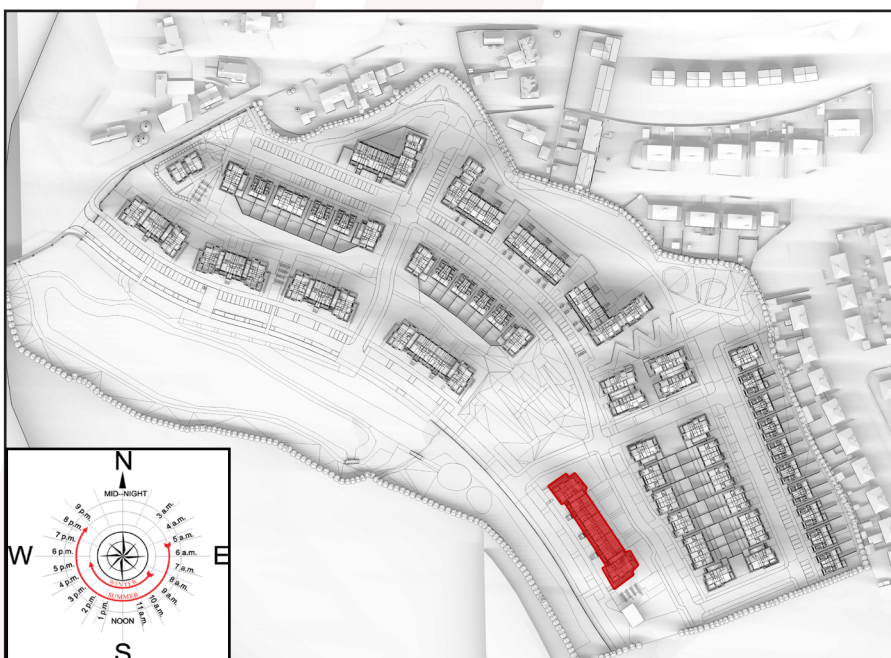 N
MID-NIGHT
9 p.m.
3 a.m.
8 p.m.
4 a.m.
7 p.m.
5 a.m.
W
6 p.m.
6 a.m.
E
5 p.m.
7 a.m.
4 p.m.
8 a.m.
WINTER
3 p.m.
SUMMER
9 a.m.
2 p.m.
10 a.m.
1 p.m.
11 a.m.
NOON
S